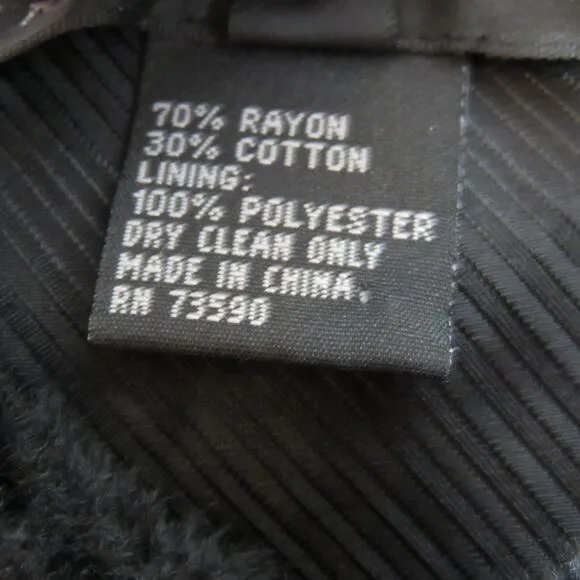 70% RAYON
30% COTTON
LINING:
100% POLYESTER
DRY CLEAN ONLY
MADE IN CHINA.
RN 73590